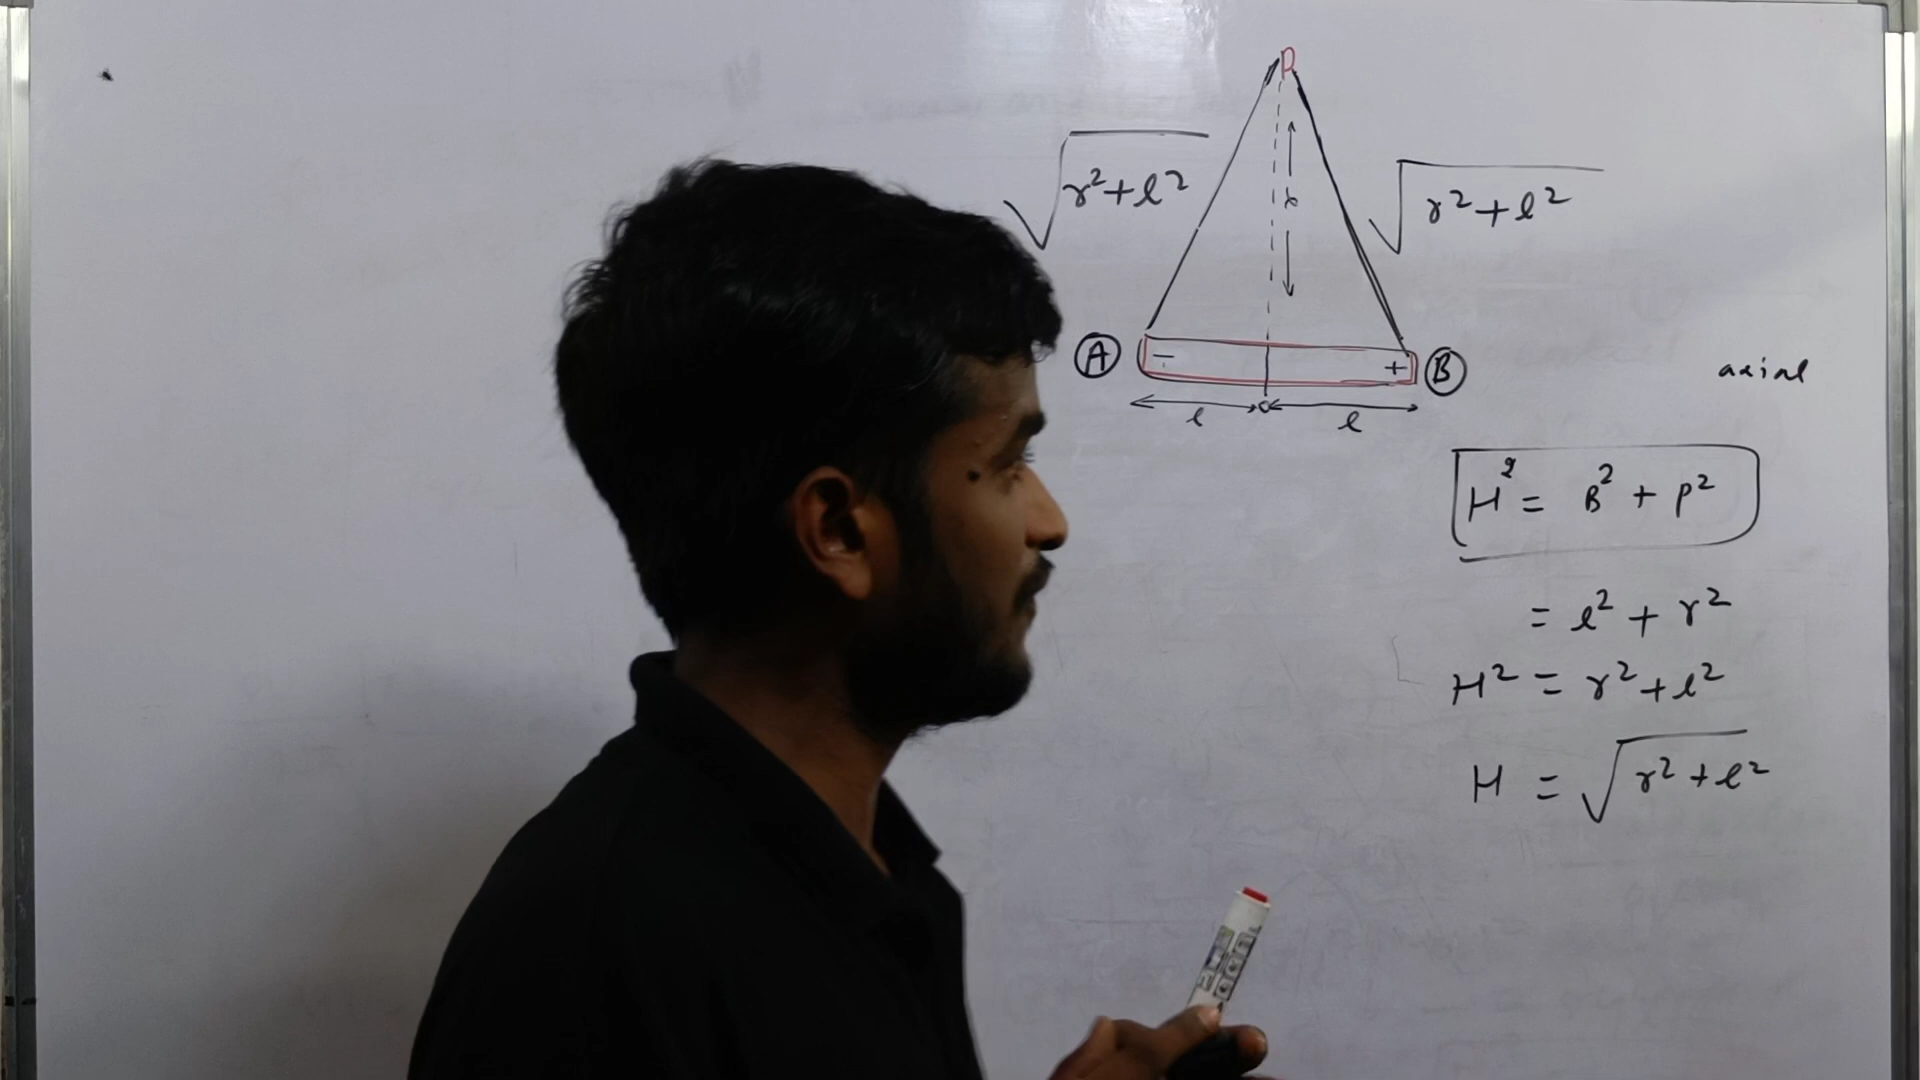 P
√r²+l²
r
√r²+l²
A
-
+
B
l
o
l
axial
H² = B² + P²
= l² + r²
H² = r² + l²
H = √r² + l²